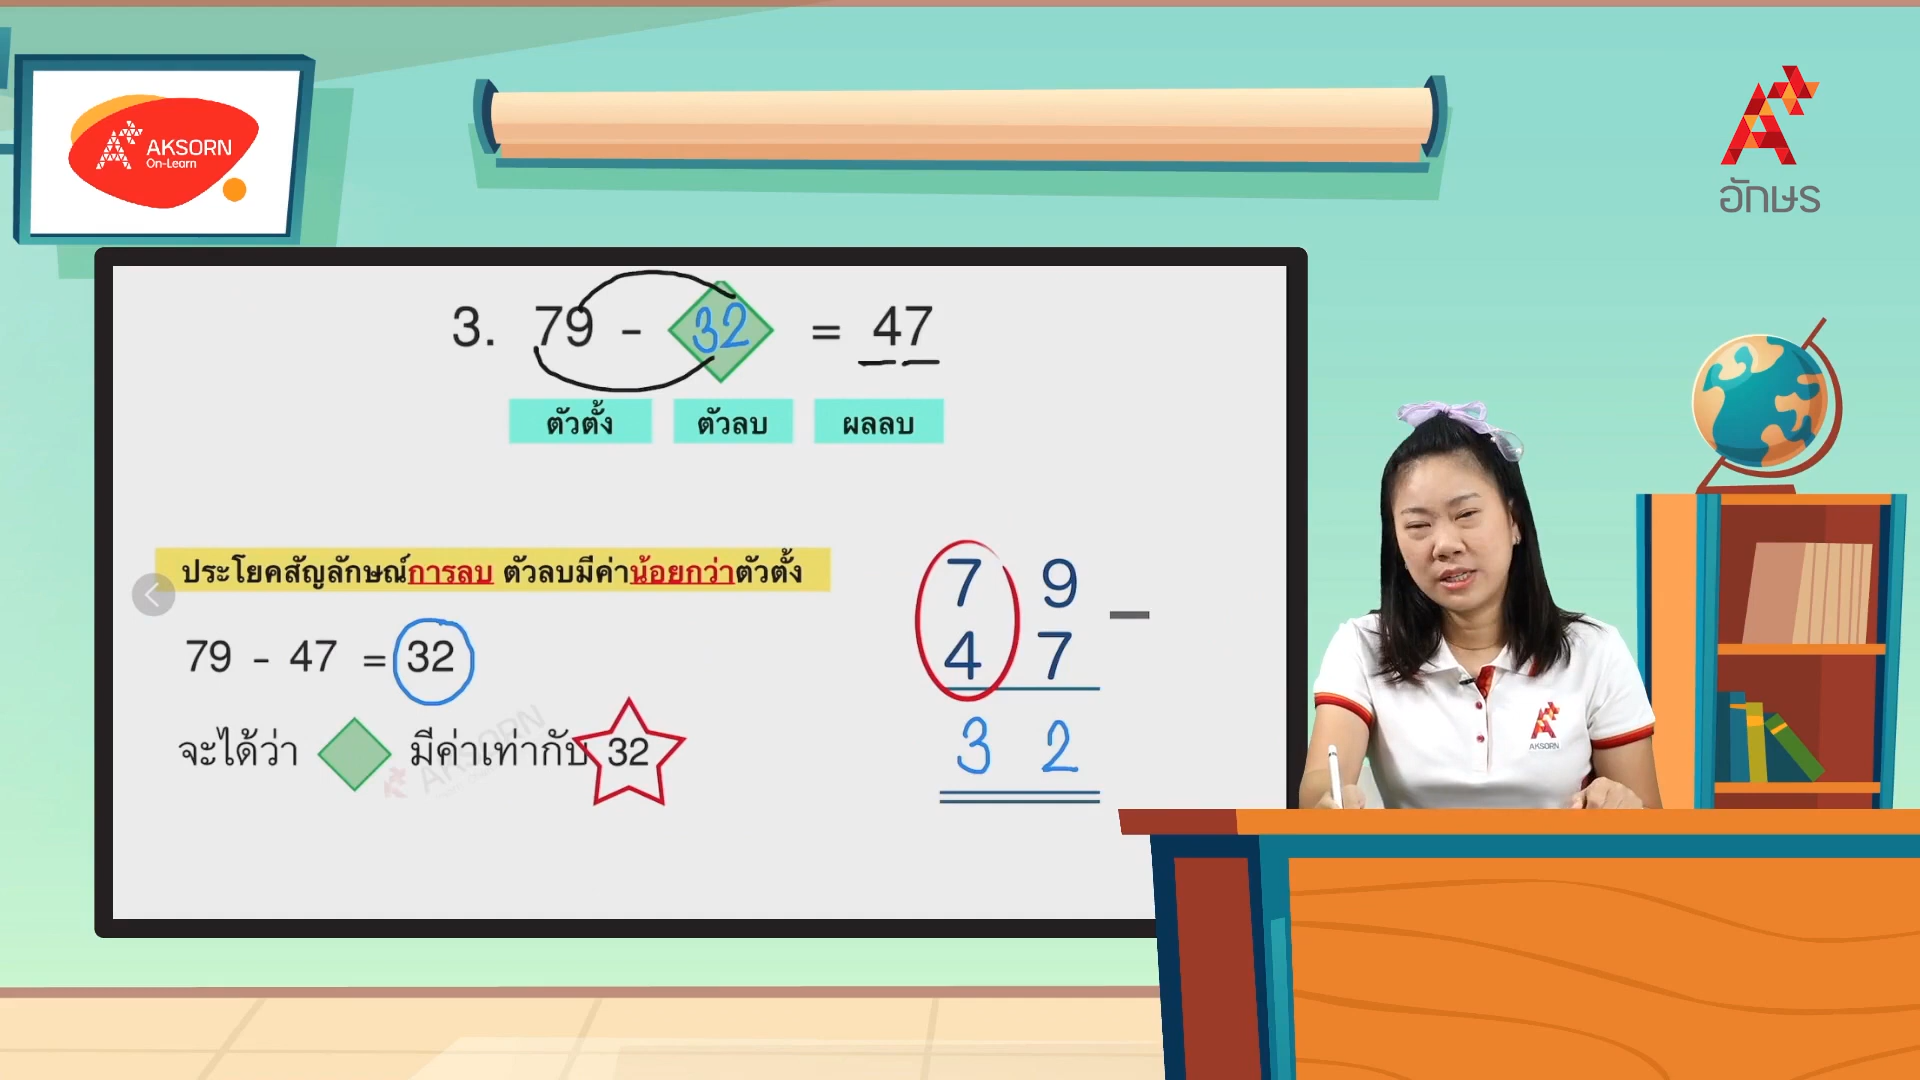 AKSORN
On-Learn
อักษร
3. 79 - 32 = 47
ตัวตั้ง ตัวลบ ผลลบ
ประโยคสัญลักษณ์การลบ ตัวลบมีค่าน้อยกว่าตัวตั้ง
79 - 47 = 32
จะได้ว่า มีค่าเท่ากับ 32
AKSORN
7 9
4 7 -
3 2
AKSORN